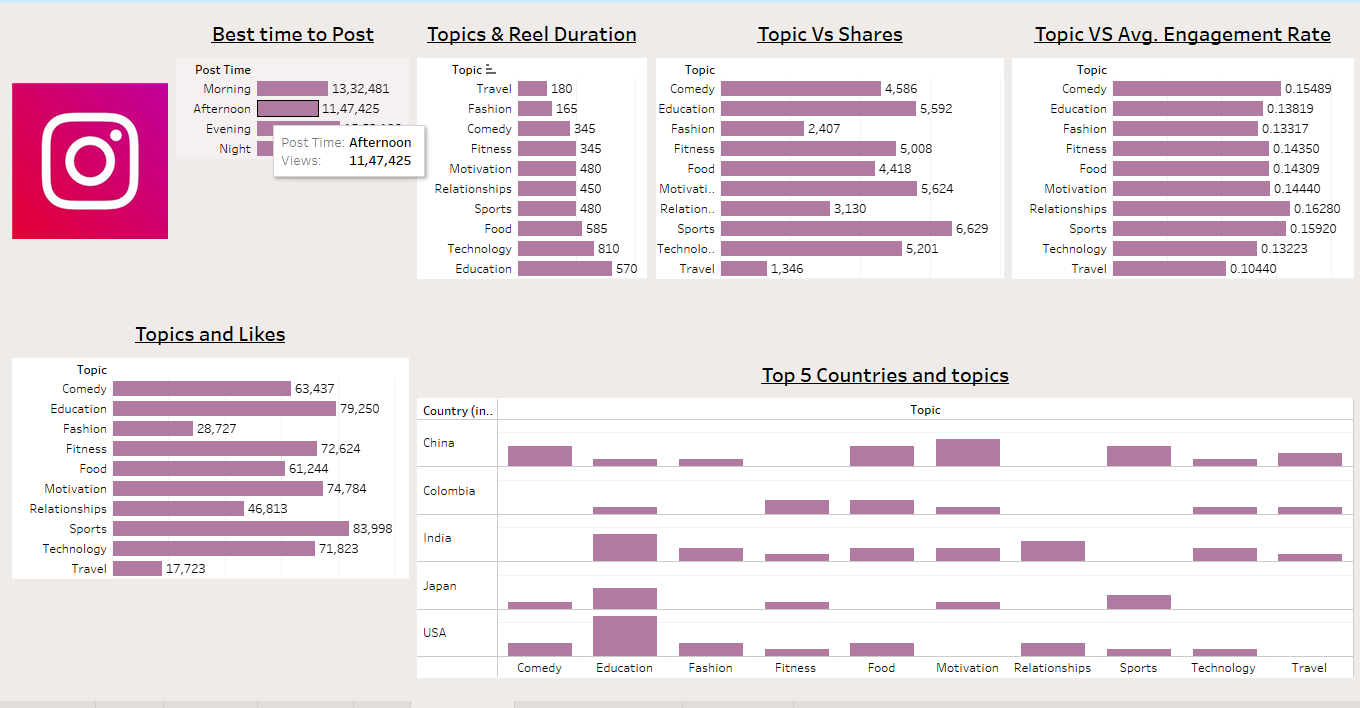 Best time to Post
Post Time
Morning 13,32,481
Afternoon 11,47,425
Evening
Night
Post Time: Afternoon
Views: 11,47,425
Topics & Reel Duration
Topic
Travel 180
Fashion 165
Comedy 345
Fitness 345
Motivation 480
Relationships 450
Sports 480
Food 585
Technology 810
Education 570
Topic Vs Shares
Topic
Comedy 4,586
Education 5,592
Fashion 2,407
Fitness 5,008
Food 4,418
Motivati.. 5,624
Relation.. 3,130
Sports 6,629
Technolo.. 5,201
Travel 1,346
Topic VS Avg. Engagement Rate
Topic
Comedy 0.15489
Education 0.13819
Fashion 0.13317
Fitness 0.14350
Food 0.14309
Motivation 0.14440
Relationships 0.16280
Sports 0.15920
Technology 0.13223
Travel 0.10440
Topics and Likes
Topic
Comedy 63,437
Education 79,250
Fashion 28,727
Fitness 72,624
Food 61,244
Motivation 74,784
Relationships 46,813
Sports 83,998
Technology 71,823
Travel 17,723
Top 5 Countries and topics
Country (in.. Topic
China
Colombia
India
Japan
USA
Comedy Education Fashion Fitness Food Motivation Relationships Sports Technology Travel